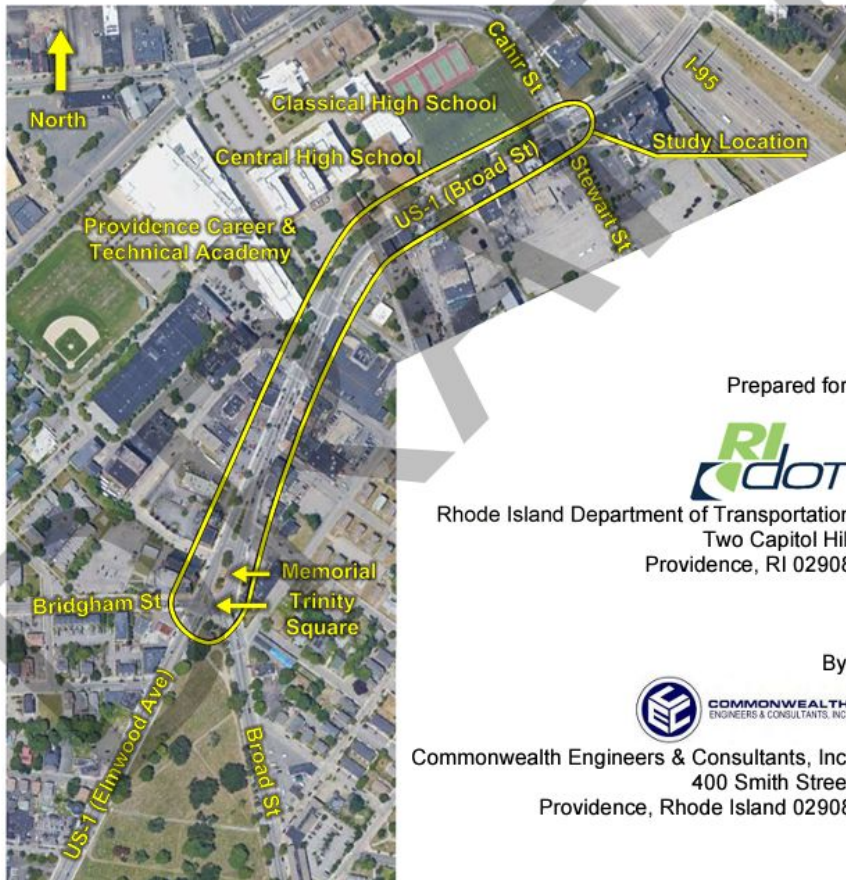 North
Cahir St
I-95
Classical High School
Central High School
Study Location
US-1 (Broad St)
Stewart St
Providence Career &
Technical Academy
Prepared for
RI
DOT
Rhode Island Department of Transportation
Two Capitol Hil
Providence, RI 02908
Memorial
Bridgham St
Trinity
Square
By
COMMONWEALTH
ENGINEERS & CONSULTANTS, INC
Commonwealth Engineers & Consultants, Inc
400 Smith Stree
Providence, Rhode Island 02908
US-1 (Elmwood Ave)
Broad St